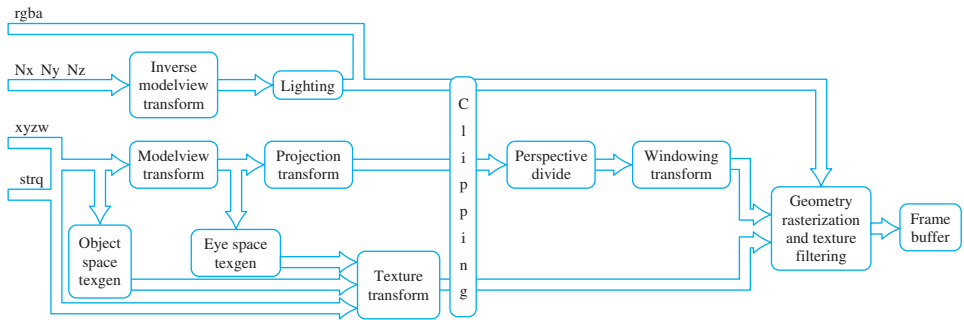 rgba
Nx Ny Nz
Inverse
modelview
transform
Lighting
xyzw
Modelview
transform
Projection
transform
C
l
i
p
p
i
n
g
Perspective
divide
Windowing
transform
strq
Object
space
texgen
Eye space
texgen
Texture
transform
Geometry
rasterization
and texture
filtering
Frame
buffer